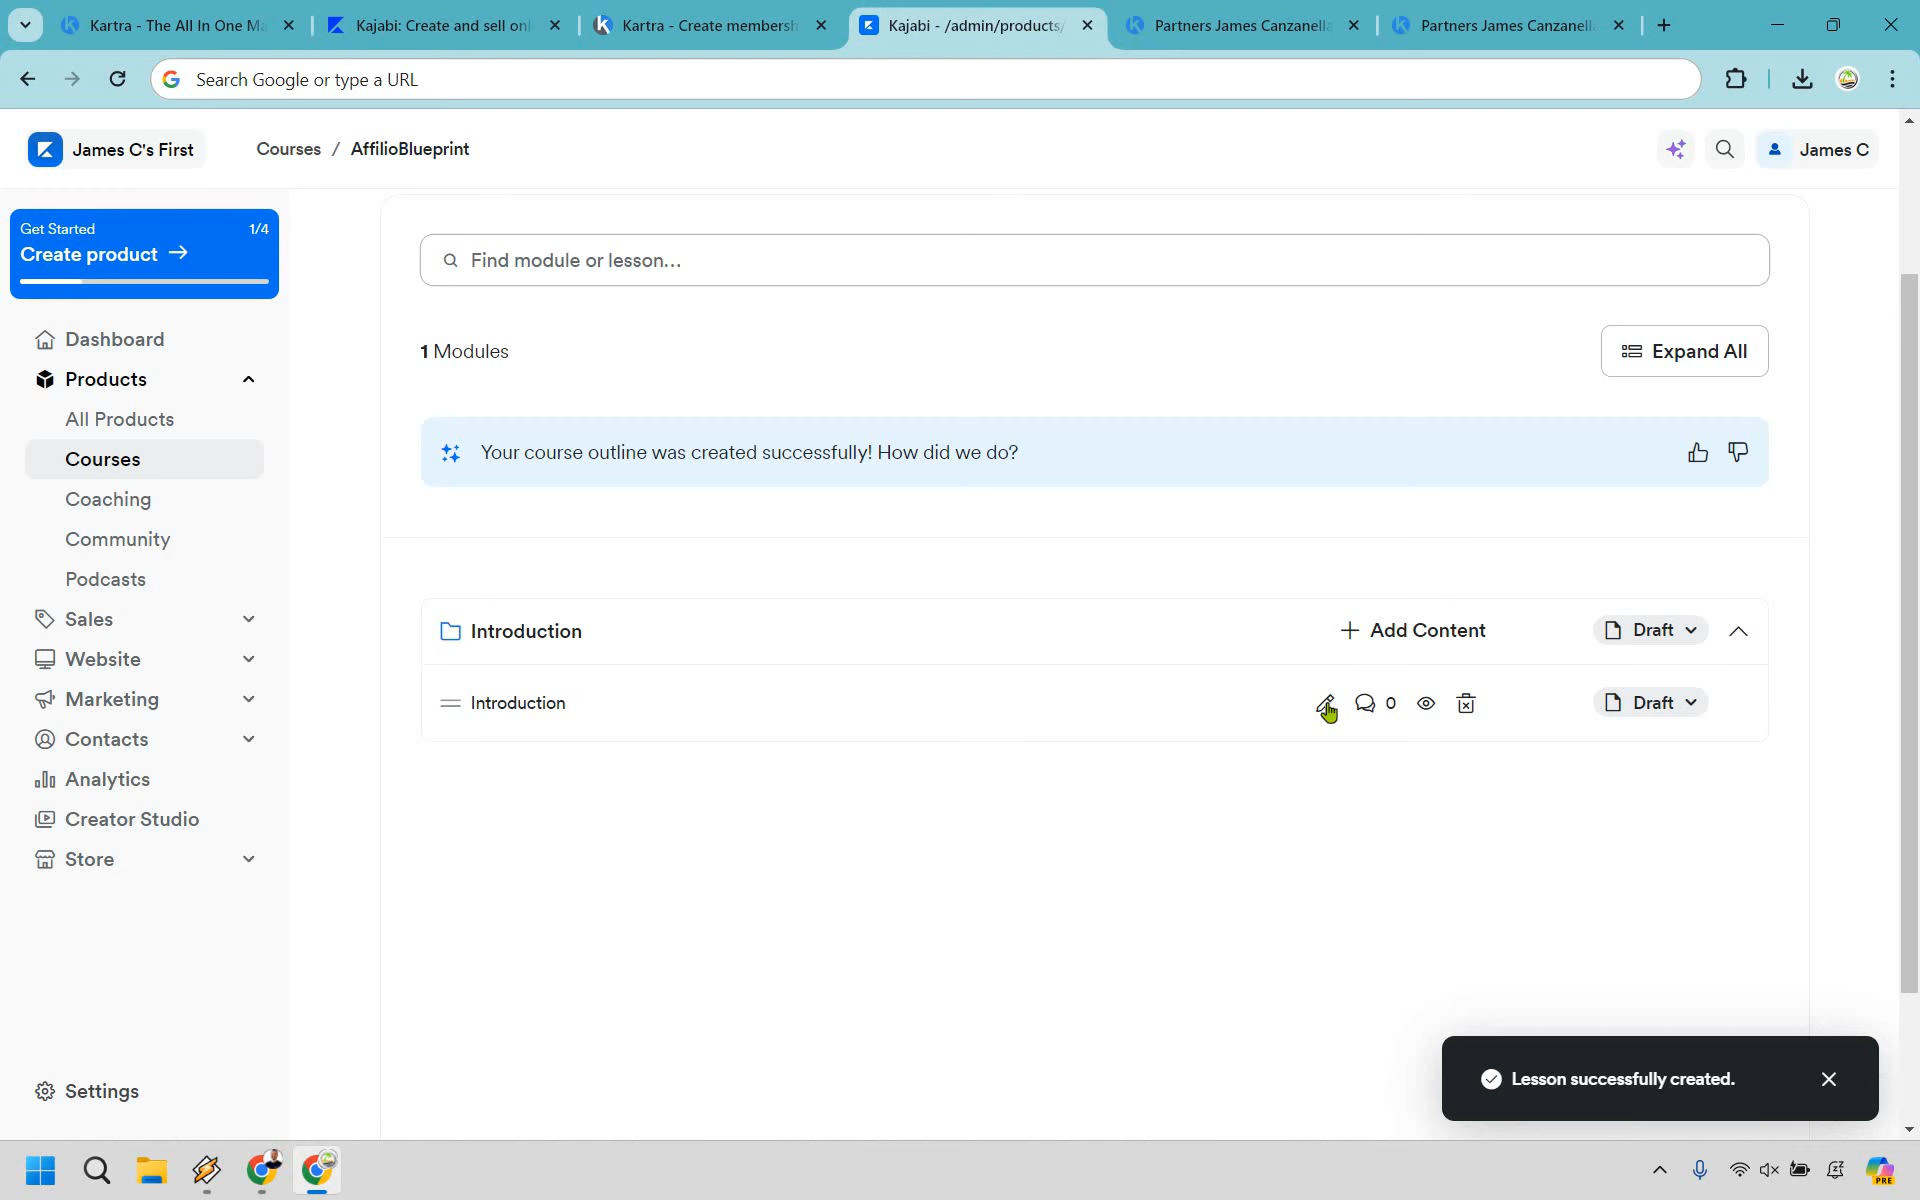 Kartra - The All In One Ma
Kajabi: Create and sell onl
Kartra - Create membersh
Kajabi - /admin/products/
Partners James Canzanella
Partners James Canzanell
Search Google or type a URL
James C's First
Courses / AffilioBlueprint
James C
Get Started 1/4
Create product
Find module or lesson...
Dashboard
1 Modules
Expand All
Products
All Products
Courses
Your course outline was created successfully! How did we do?
Coaching
Community
Podcasts
Sales
Introduction
Add Content
Draft
Website
Marketing
Introduction
0
Draft
Contacts
Analytics
Creator Studio
Store
Settings
Lesson successfully created.
PRE